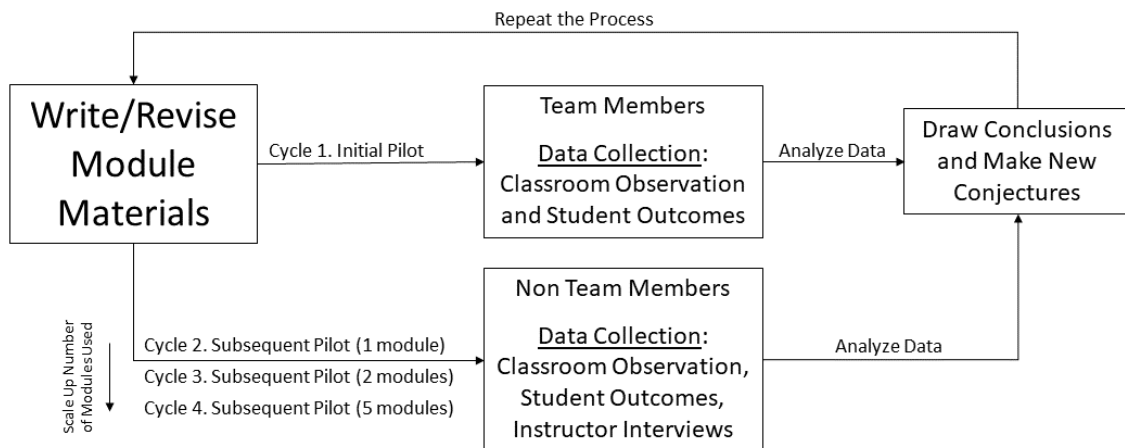 Repeat the Process
Write/Revise
Module
Materials
Cycle 1. Initial Pilot
Team Members
Data Collection:
Classroom Observation
and Student Outcomes
Analyze Data
Draw Conclusions
and Make New
Conjectures
Scale Up Number
of Modules Used
Cycle 2. Subsequent Pilot (1 module)
Cycle 3. Subsequent Pilot (2 modules)
Cycle 4. Subsequent Pilot (5 modules)
Non Team Members
Data Collection:
Classroom Observation,
Student Outcomes,
Instructor Interviews
Analyze Data